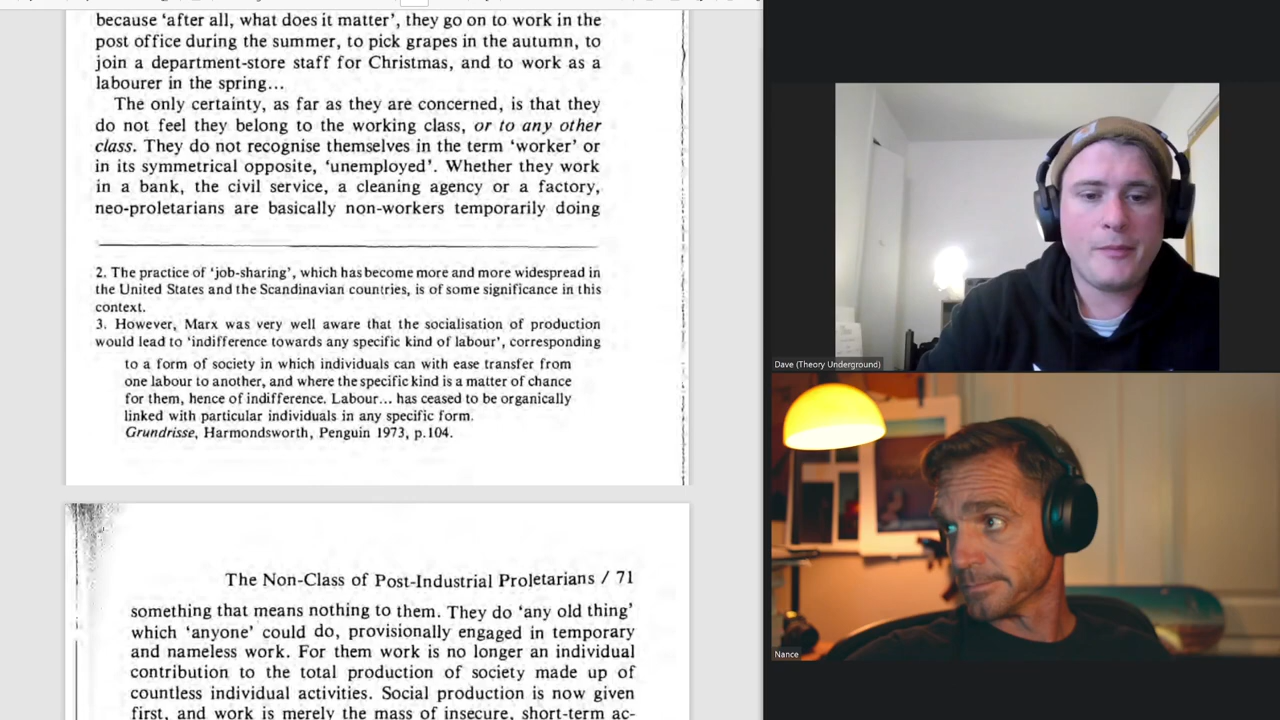 because ‘after all, what does it matter’, they go on to work in the
post office during the summer, to pick grapes in the autumn, to
join a department-store staff for Christmas, and to work as a
labourer in the spring...
The only certainty, as far as they are concerned, is that they
do not feel they belong to the working class, or to any other
class. They do not recognise themselves in the term ‘worker’ or
in its symmetrical opposite, ‘unemployed’. Whether they work
in a bank, the civil service, a cleaning agency or a factory,
neo-proletarians are basically non-workers temporarily doing
2. The practice of ‘job-sharing’, which has become more and more widespread in
the United States and the Scandinavian countries, is of some significance in this
context.
3. However, Marx was very well aware that the socialisation of production
would lead to ‘indifference towards any specific kind of labour’, corresponding
to a form of society in which individuals can with ease transfer from
one labour to another, and where the specific kind is a matter of chance
for them, hence of indifference. Labour... has ceased to be organically
linked with particular individuals in any specific form.
Grundrisse, Harmondsworth, Penguin 1973, p.104.
The Non-Class of Post-Industrial Proletarians / 71
something that means nothing to them. They do ‘any old thing’
which ‘anyone’ could do, provisionally engaged in temporary
and nameless work. For them work is no longer an individual
contribution to the total production of society made up of
countless individual activities. Social production is now given
first, and work is merely the mass of insecure, short-term ac-
Dave (Theory Underground)
Nance